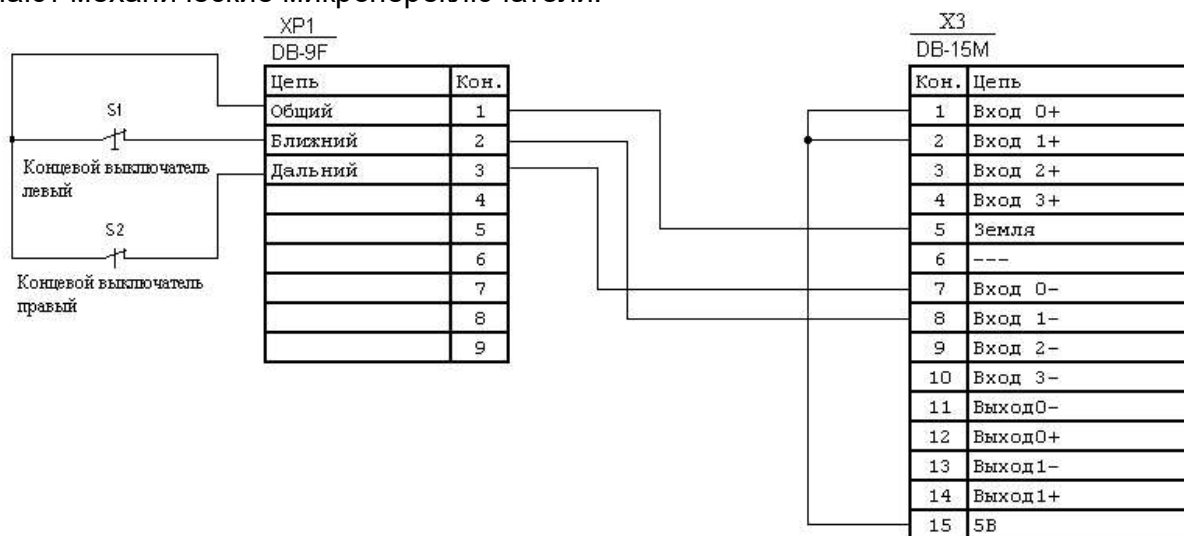 механические микропереключатели.
XP1
DB-9F
Цепь Кон.
Общий 1
Ближний 2
Дальний 3
4
5
6
7
8
9
S1
Концевой выключатель
левый
S2
Концевой выключатель
правый
X3
DB-15M
Кон. Цепь
1 Вход 0+
2 Вход 1+
3 Вход 2+
4 Вход 3+
5 Земля
6 ---
7 Вход 0-
8 Вход 1-
9 Вход 2-
10 Вход 3-
11 Выход0-
12 Выход0+
13 Выход1-
14 Выход1+
15 5В